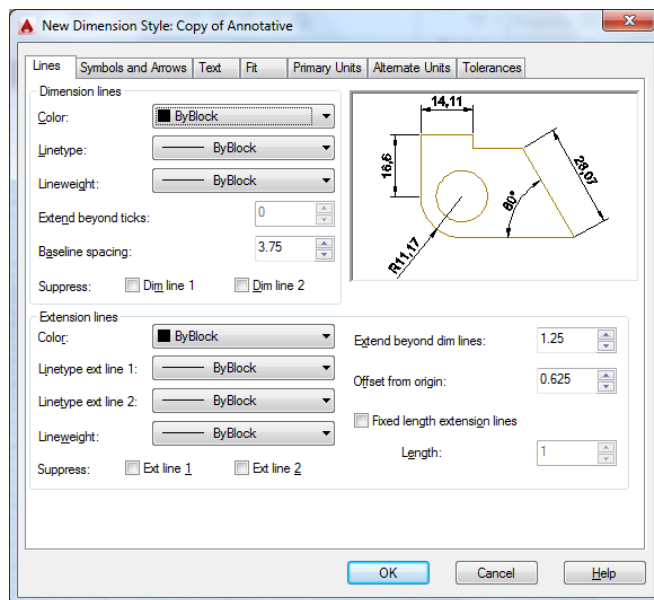 New Dimension Style: Copy of Annotative
Lines Symbols and Arrows Text Fit Primary Units Alternate Units Tolerances
Dimension lines
Color: ByBlock
Linetype: ByBlock
Lineweight: ByBlock
Extend beyond ticks: 0
Baseline spacing: 3.75
Suppress: Dim line 1 Dim line 2
14,11
16,6
28,07
60°
R11,17
Extension lines
Color: ByBlock
Linetype ext line 1: ByBlock
Linetype ext line 2: ByBlock
Lineweight: ByBlock
Suppress: Ext line 1 Ext line 2
Extend beyond dim lines: 1.25
Offset from origin: 0.625
Fixed length extension lines
Length: 1
OK Cancel Help